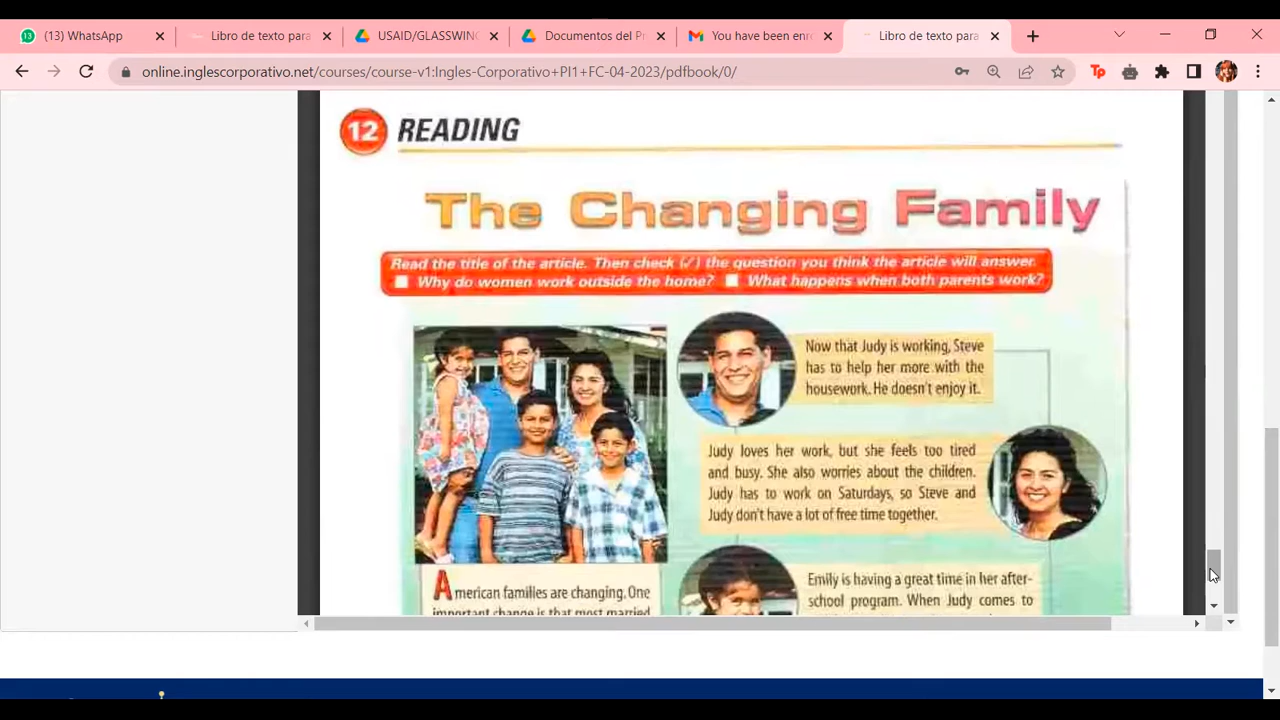 (13) WhatsApp
Libro de texto para
USAID/GLASSWING
Documentos del Pr
You have been enr
Libro de texto para
online.inglescorporativo.net/courses/course-v1:Ingles-Corporativo+PI1+FC-04-2023/pdfbook/0/
Tp
12 READING
The Changing Family
Read the title of the article. Then check (✓) the question you think the article will answer.
Why do women work outside the home? What happens when both parents work?
Now that Judy is working, Steve
has to help her more with the
housework. He doesn't enjoy it.
Judy loves her work, but she feels too tired
and busy. She also worries about the children.
Judy has to work on Saturdays, so Steve and
Judy don't have a lot of free time together.
American families are changing. One
important change is that most married
Emily is having a great time in her after-
school program. When Judy comes to